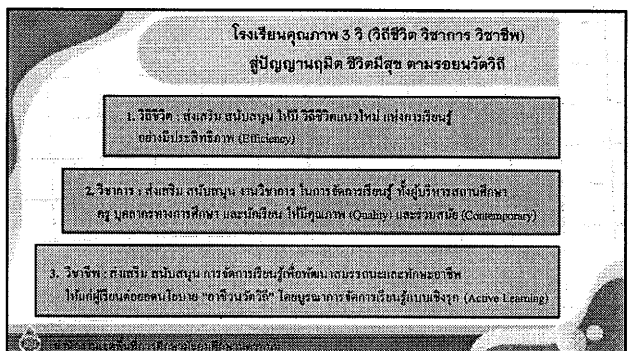 โรงเรียนคุณภาพ 3 วิ (วิถีชีวิต วิชาการ วิชาชีพ)
สู่ปัญญานฤมิต ชีวิตมีสุข ตามรอยนวัตวิถี
1. วิถีชีวิต : ส่งเสริม สนับสนุน ให้มี วิถีชีวิตแนวใหม่ แห่งการเรียนรู้
อย่างมีประสิทธิภาพ (Efficiency)
2. วิชาการ : ส่งเสริม สนับสนุน งานวิชาการ ในการจัดการเรียนรู้ ทั้งผู้บริหารสถานศึกษา
ครู บุคลากรทางการศึกษา และนักเรียน ให้มีคุณภาพ (Quality) และร่วมสมัย (Contemporary)
3. วิชาชีพ : ส่งเสริม สนับสนุน การจัดการเรียนรู้เพื่อพัฒนาสมรรถนะและทักษะอาชีพ
ให้แก่ผู้เรียนต่อยอดนโยบาย "อาชีวนวัตวิถี" โดยบูรณาการจัดการเรียนรู้แบบเชิงรุก (Active Learning)